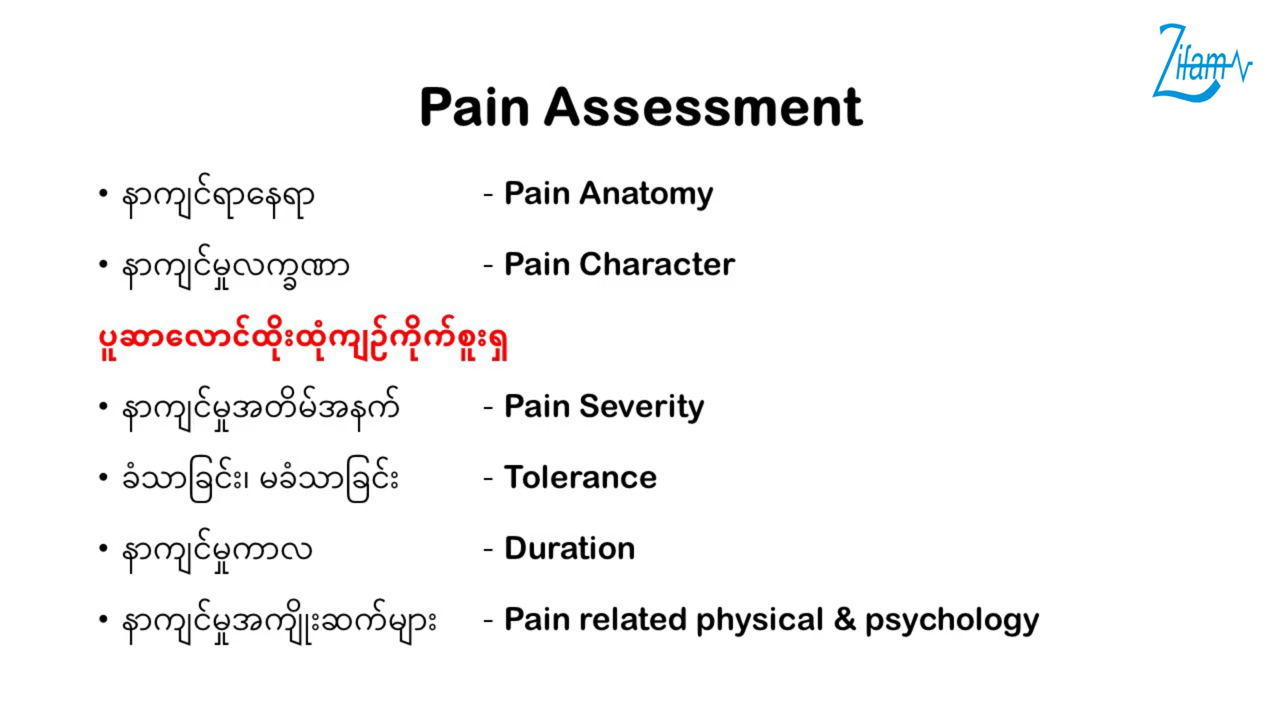 Zifam
Pain Assessment
• နာကျင်ရာနေရာ - Pain Anatomy
• နာကျင်မှုလက္ခဏာ - Pain Character
ပူဆာလောင်ထိုးထုံကျဉ်ကိုက်စူးရှ
• နာကျင်မှုအတိမ်အနက် - Pain Severity
• ခံသာခြင်း၊ မခံသာခြင်း - Tolerance
• နာကျင်မှုကာလ - Duration
• နာကျင်မှုအကျိုးဆက်များ - Pain related physical & psychology